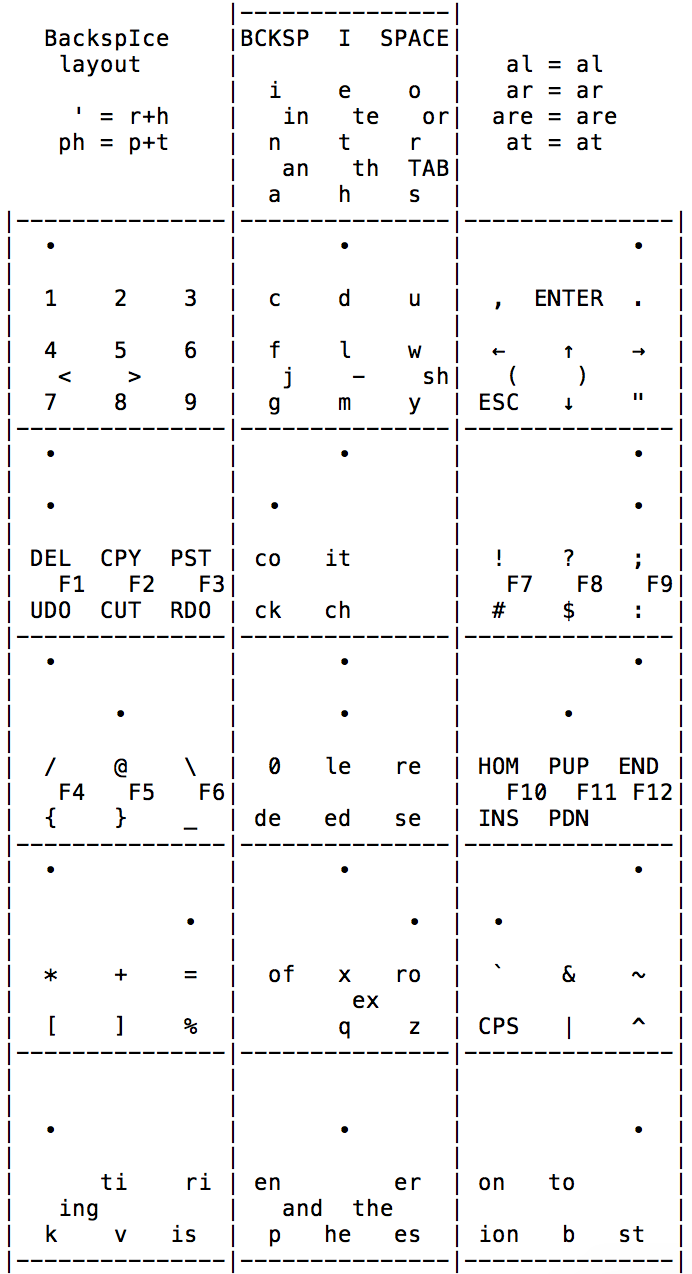 |---------------|
BackspIce |BCKSP I SPACE|
layout | | al = al
| i e o | ar = ar
' = r+h | in te or| are = are
ph = p+t | n t r | at = at
| an th TAB|
| a h s |
|---------------|---------------|---------------|
| • | • | • |
| | | |
| 1 2 3 | c d u | , ENTER . |
| | | |
| 4 5 6 | f l w | ← ↑ → |
| < > | j − sh| ( ) |
| 7 8 9 | g m y | ESC ↓ " |
|---------------|---------------|---------------|
| • | • | • |
| | | |
| • | • | • |
| | | |
| DEL CPY PST | co it | ! ? ; |
| F1 F2 F3| | F7 F8 F9|
| UDO CUT RDO | ck ch | # $ : |
|---------------|---------------|---------------|
| • | • | • |
| | | |
| • | • | • |
| | | |
| / @ \ | 0 le re | HOM PUP END |
| F4 F5 F6| | F10 F11 F12|
| { } _ | de ed se | INS PDN |
|---------------|---------------|---------------|
| • | • | • |
| | | |
| • | • | • |
| | | |
| * + = | of x ro | ` & ~ |
| | ex | |
| [ ] % | q z | CPS | ^ |
|---------------|---------------|---------------|
| | | |
| | | |
| • | • | • |
| | | |
| ti ri | en er | on to |
| ing | and the | |
| k v is | p he es | ion b st |
|---------------|---------------|---------------|